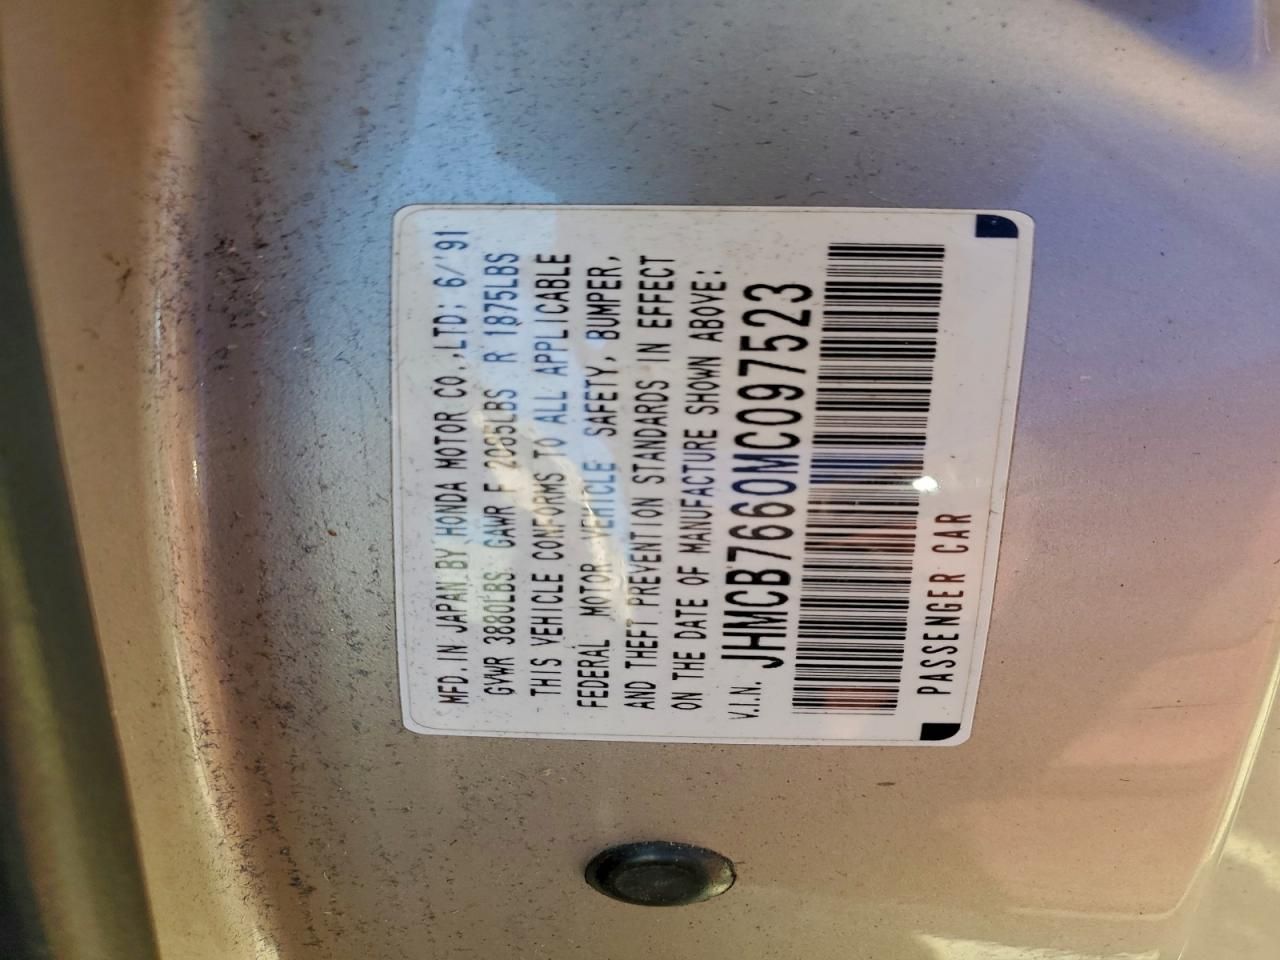 MFD. IN JAPAN BY HONDA MOTOR CO.,LTD; 6/'91
GVWR 3880LBS GAWR F 2085LBS R 1875LBS
THIS VEHICLE CONFORMS TO ALL APPLICABLE
FEDERAL MOTOR VEHICLE SAFETY, BUMPER,
AND THEFT PREVENTION STANDARDS IN EFFECT
ON THE DATE OF MANUFACTURE SHOWN ABOVE:
V.I.N. JHMCB7660MC097523
PASSENGER CAR